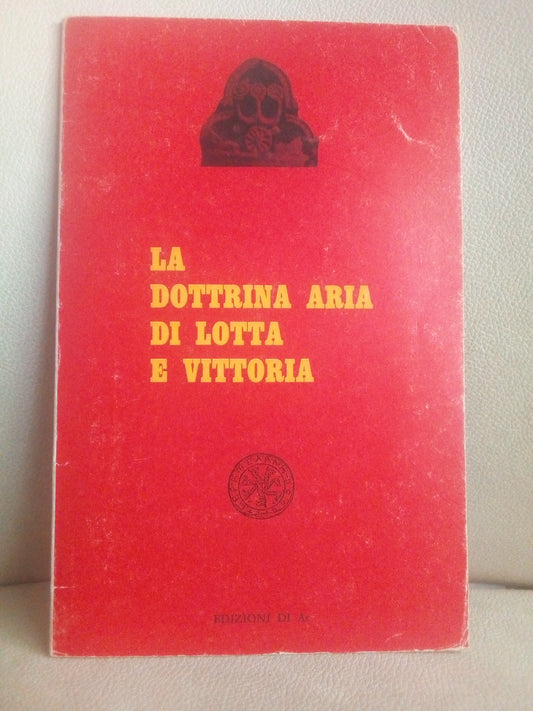 LA
DOTTRINA ARIA
DI LOTTA
E VITTORIA
EDIZIONI DI Ar